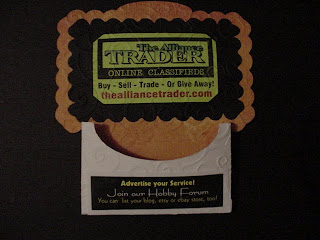 The Alliance
TRADER
ONLINE CLASSIFIEDS
Buy - Sell - Trade - Or Give Away!
thealliancetrader.com
Advertise your Service!
Join our Hobby Forum
You can list your blog, etsy or ebay store, too!